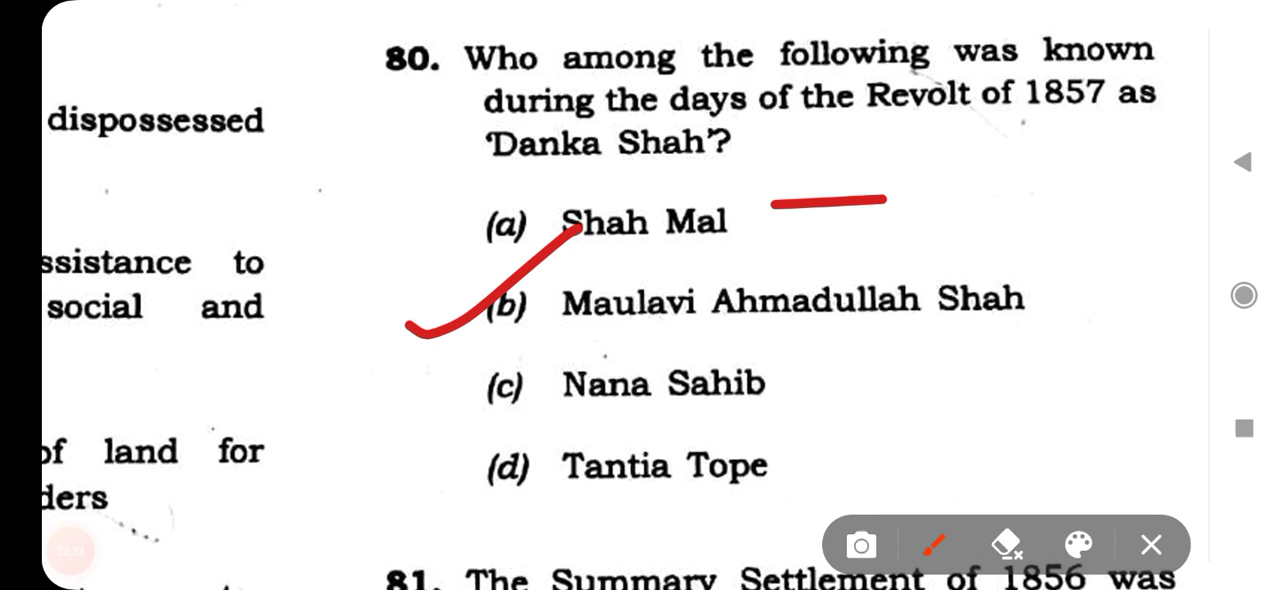 dispossessed
ssistance to
social and
of land for
ders
80. Who among the following was known
during the days of the Revolt of 1857 as
'Danka Shah'?
(a) Shah Mal
(b) Maulavi Ahmadullah Shah
(c) Nana Sahib
(d) Tantia Tope
81. The Summary Settlement of 1856 was